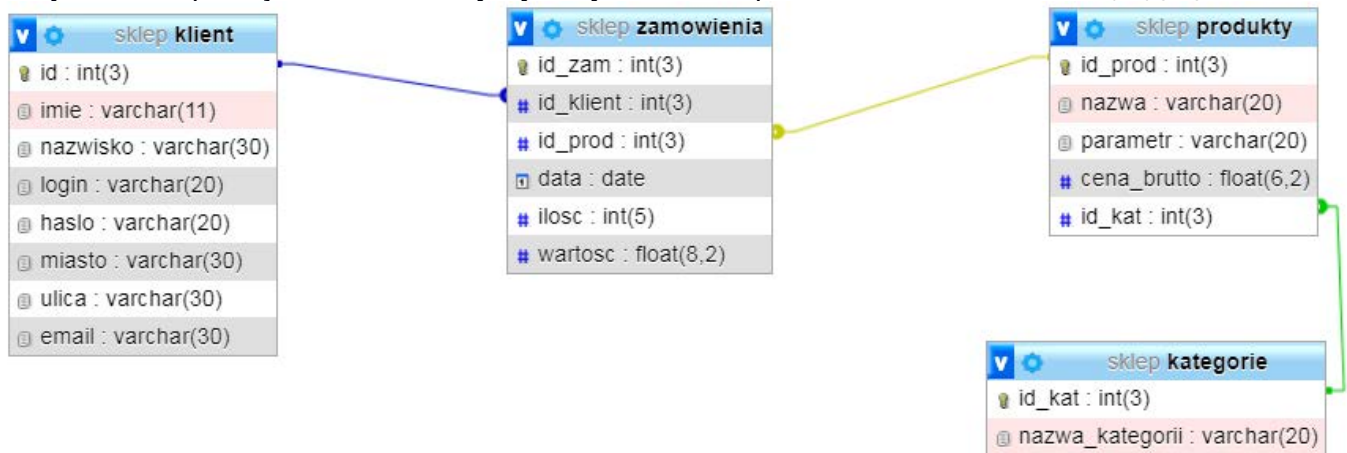 sklep klient
id : int(3)
imie : varchar(11)
nazwisko : varchar(30)
login : varchar(20)
haslo : varchar(20)
miasto : varchar(30)
ulica : varchar(30)
email : varchar(30)
sklep zamowienia
id_zam : int(3)
id_klient : int(3)
id_prod : int(3)
data : date
ilosc : int(5)
wartosc : float(8,2)
sklep produkty
id_prod : int(3)
nazwa : varchar(20)
parametr : varchar(20)
cena_brutto : float(6,2)
id_kat : int(3)
sklep kategorie
id_kat : int(3)
nazwa_kategorii : varchar(20)